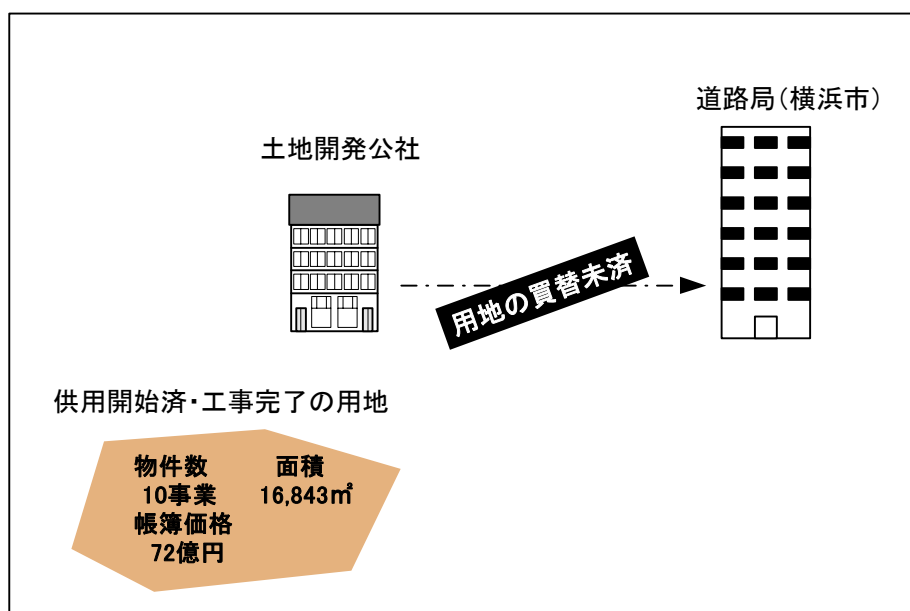 道路局(横浜市)
土地開発公社
用地の買替未済
供用開始済・工事完了の用地
物件数 面積
10事業 16,843㎡
帳簿価格
72億円